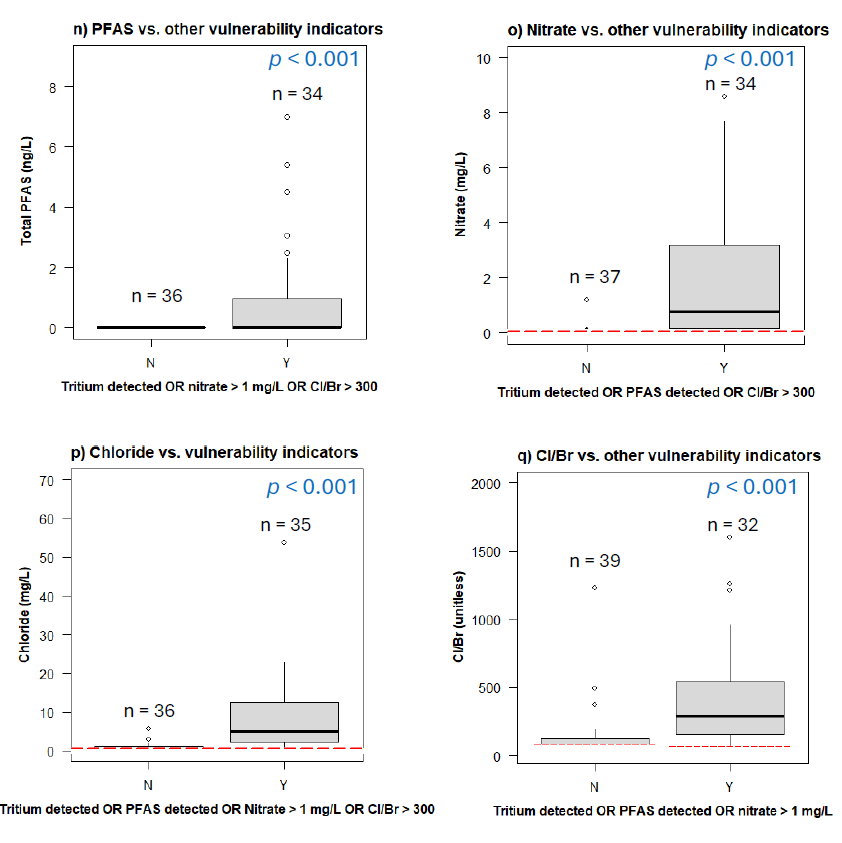 n) PFAS vs. other vulnerability indicators
p < 0.001
n = 34
n = 36
8
6
4
2
0
Total PFAS (ng/L)
N
Y
Tritium detected OR nitrate > 1 mg/L OR Cl/Br > 300
o) Nitrate vs. other vulnerability indicators
p < 0.001
n = 34
n = 37
10
8
6
4
2
0
Nitrate (mg/L)
N
Y
Tritium detected OR PFAS detected OR Cl/Br > 300
p) Chloride vs. vulnerability indicators
p < 0.001
n = 35
n = 36
70
60
50
40
30
20
10
0
Chloride (mg/L)
N
Y
Tritium detected OR PFAS detected OR Nitrate > 1 mg/L OR Cl/Br > 300
q) Cl/Br vs. other vulnerability indicators
p < 0.001
n = 32
n = 39
2000
1500
1000
500
0
Cl/Br (unitless)
N
Y
Tritium detected OR PFAS detected OR nitrate > 1 mg/L